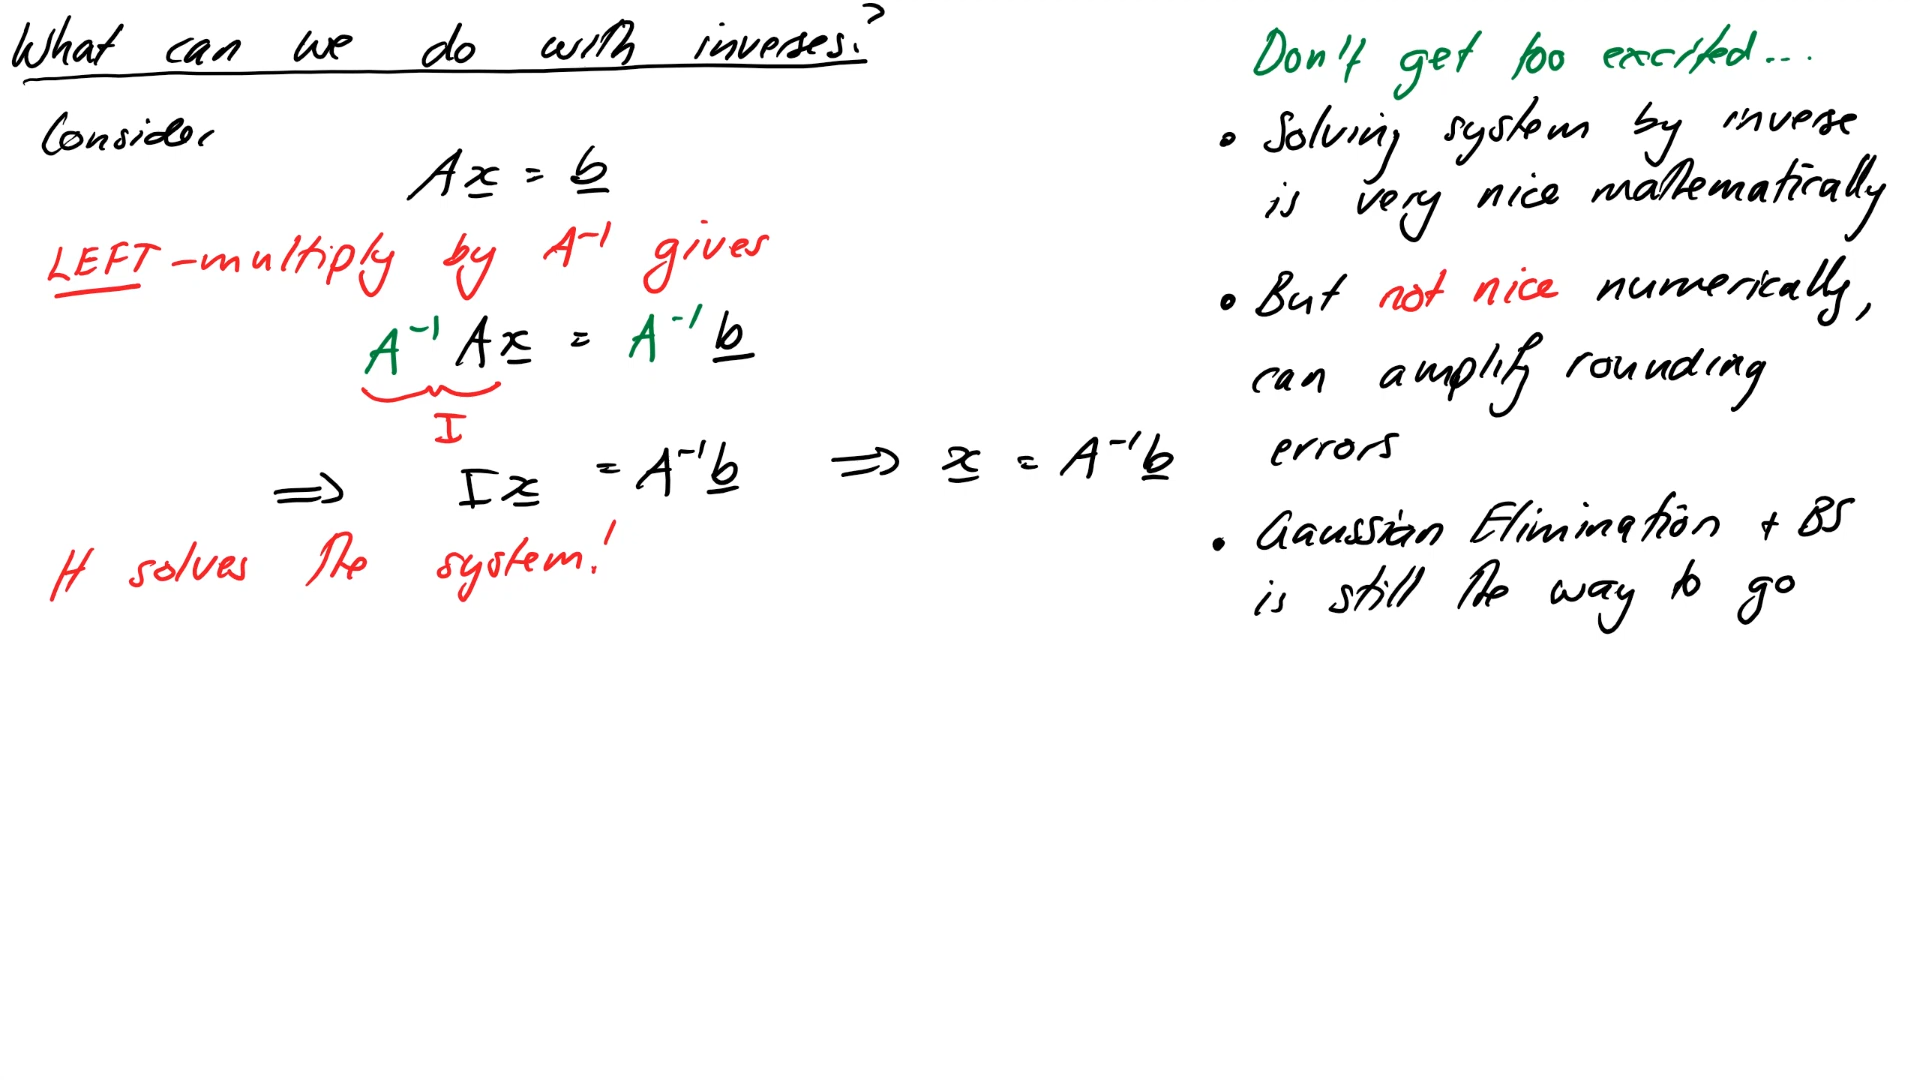 What can we do with inverses?
Consider
Ax = b
LEFT-multiply by A⁻¹ gives
A⁻¹Ax = A⁻¹b
I
⇒ Ix = A⁻¹b ⇒ x = A⁻¹b
It solves the system!
Don't get too excited...
• Solving system by inverse
is very nice mathematically
• But not nice numerically,
can amplify rounding
errors
• Gaussian Elimination + BS
is still the way to go